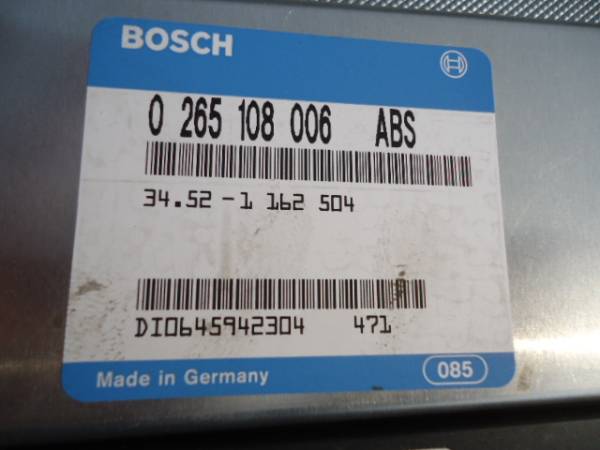 BOSCH
0 265 108 006 ABS
34.52-1 162 504
DI0645942304 471
Made in Germany 085